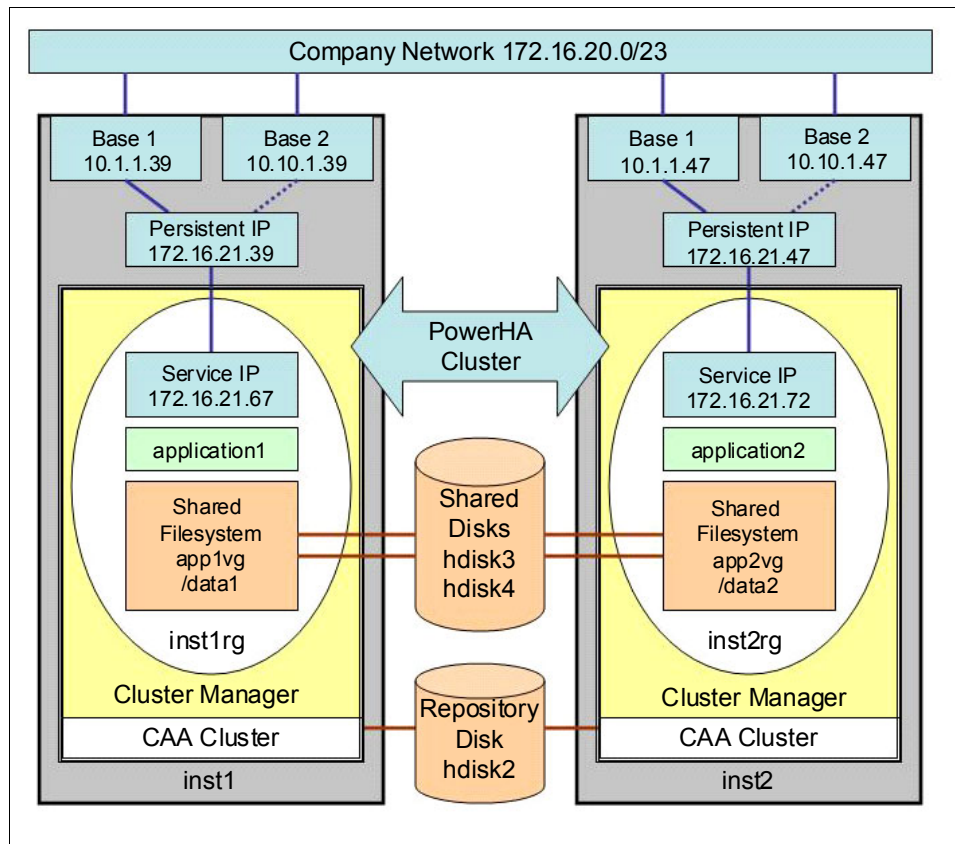 Company Network 172.16.20.0/23
Base 1
10.1.1.39
Base 2
10.10.1.39
Base 1
10.1.1.47
Base 2
10.10.1.47
Persistent IP
172.16.21.39
Persistent IP
172.16.21.47
PowerHA
Cluster
Service IP
172.16.21.67
application1
Shared
Filesystem
app1vg
/data1
inst1rg
Cluster Manager
CAA Cluster
inst1
Shared
Disks
hdisk3
hdisk4
Repository
Disk
hdisk2
Service IP
172.16.21.72
application2
Shared
Filesystem
app2vg
/data2
inst2rg
Cluster Manager
CAA Cluster
inst2